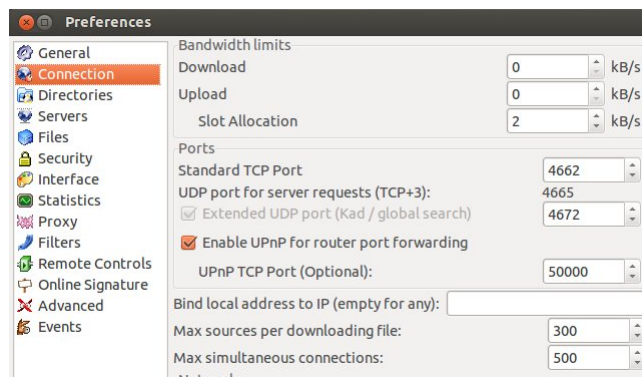 Preferences
General
Connection
Directories
Servers
Files
Security
Interface
Statistics
Proxy
Filters
Remote Controls
Online Signature
Advanced
Events
Bandwidth limits
Download 0 kB/s
Upload 0 kB/s
Slot Allocation 2 kB/s
Ports
Standard TCP Port 4662
UDP port for server requests (TCP+3): 4665
Extended UDP port (Kad / global search) 4672
Enable UPnP for router port forwarding
UPnP TCP Port (Optional): 50000
Bind local address to IP (empty for any):
Max sources per downloading file: 300
Max simultaneous connections: 500